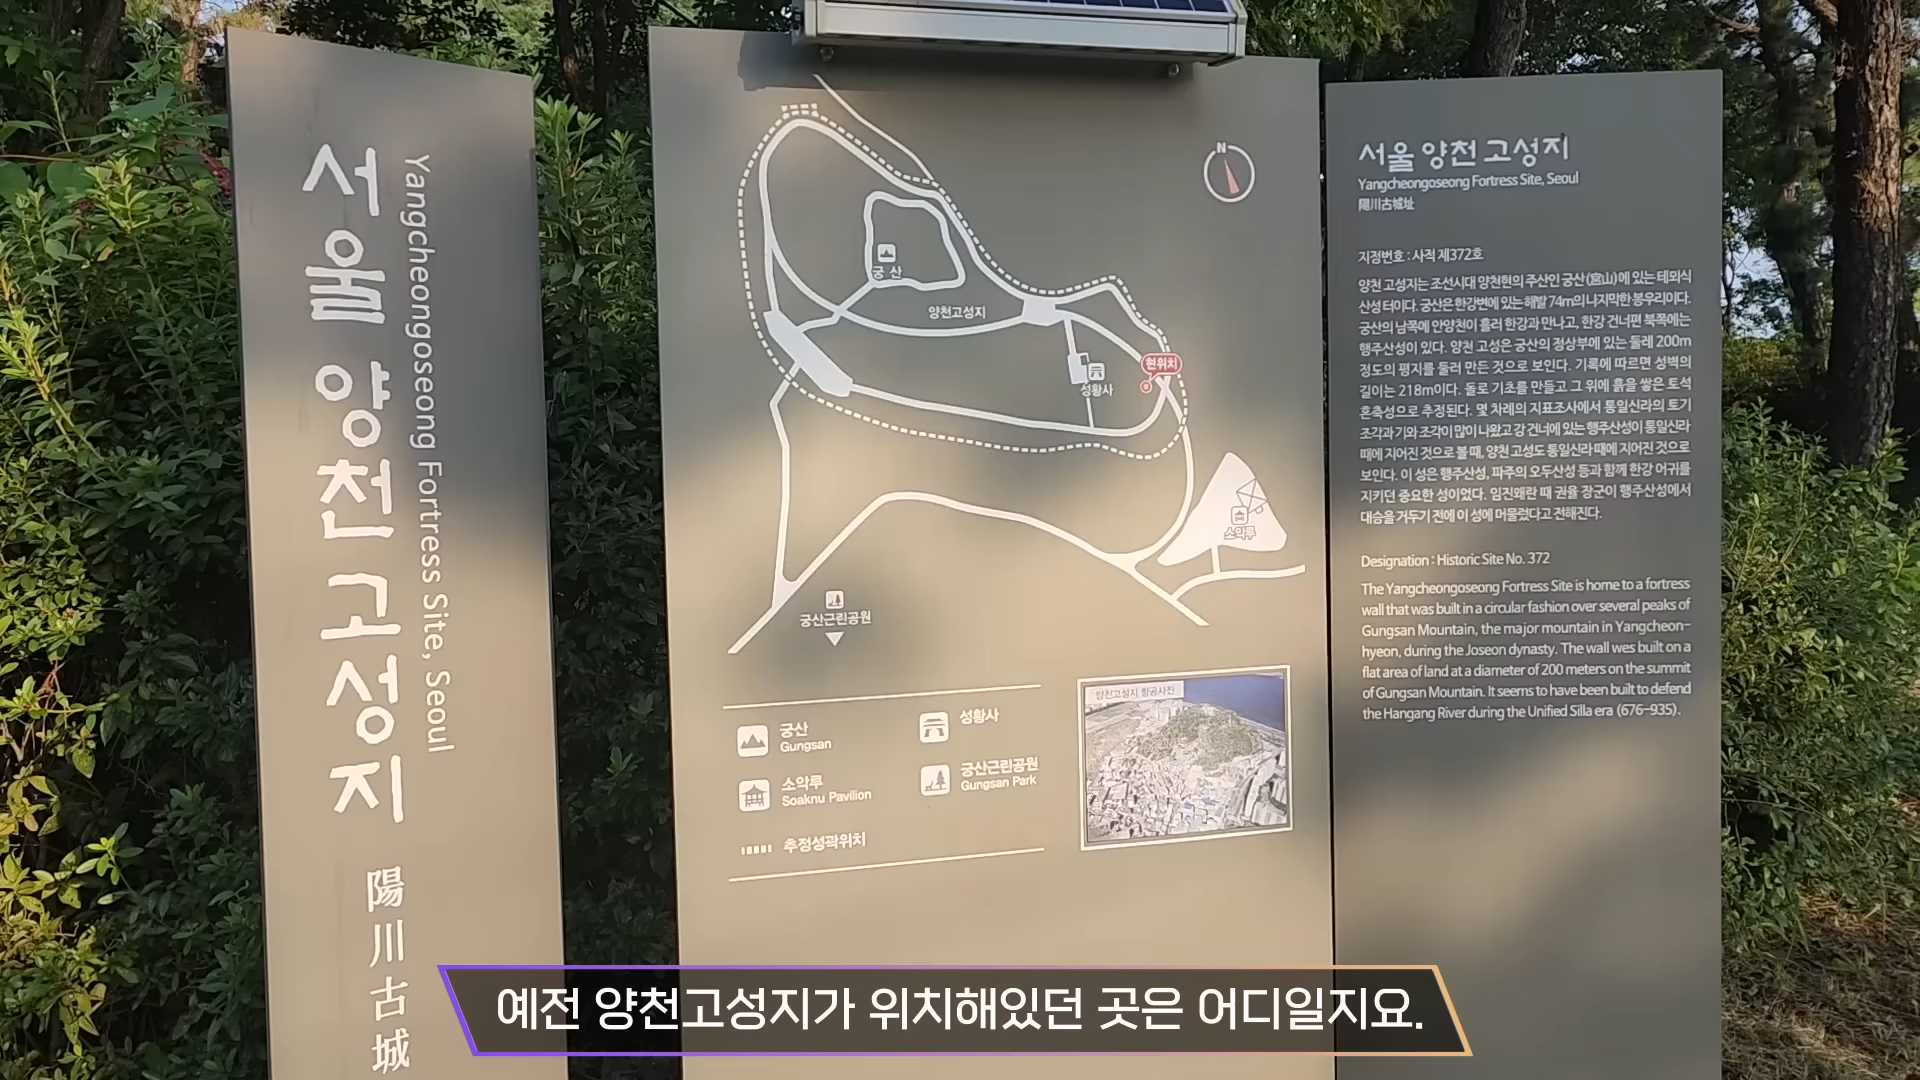 서울 양천 고성지
Yangcheongoseong Fortress Site, Seoul
陽川古城
N
궁산
양천고성지
성황사
현위치
소악루
궁산근린공원
궁산
Gungsan
성황사
소악루
Soaknu Pavilion
궁산근린공원
Gungsan Park
추정성곽위치
양천고성지 항공사진
서울 양천 고성지
Yangcheongoseong Fortress Site, Seoul
陽川古城址
지정번호 : 사적 제372호
양천 고성지는 조선시대 양천현의 주산인 궁산(宮山)에 있는 테뫼식
산성 터이다. 궁산은 한강변에 있는 해발 74m의 나지막한 봉우리이다.
궁산의 남쪽에 안양천이 흘러 한강과 만나고, 한강 건너편 북쪽에는
행주산성이 있다. 양천 고성은 궁산의 정상부에 있는 둘레 200m
정도의 평지를 둘러 만든 것으로 보인다. 기록에 따르면 성벽의
길이는 218m이다. 돌로 기초를 만들고 그 위에 흙을 쌓은 토석
혼축성으로 추정된다. 몇 차례의 지표조사에서 통일신라의 토기
조각과 기와 조각이 많이 나왔고 강 건너에 있는 행주산성이 통일신라
때에 지어진 것으로 볼 때, 양천 고성도 통일신라 때에 지어진 것으로
보인다. 이 성은 행주산성, 파주의 오두산성 등과 함께 한강 어귀를
지키던 중요한 성이었다. 임진왜란 때 권율 장군이 행주산성에서
대승을 거두기 전에 이 성에 머물렀다고 전해진다.
Designation : Historic Site No. 372
The Yangcheongoseong Fortress Site is home to a fortress
wall that was built in a circular fashion over several peaks of
Gungsan Mountain, the major mountain in Yangcheon-
hyeon, during the Joseon dynasty. The wall wes built on a
flat area of land at a diameter of 200 meters on the summit
of Gungsan Mountain. It seems to have been built to defend
the Hangang River during the Unified Silla era (676-935).
예전 양천고성지가 위치해있던 곳은 어디일지요.